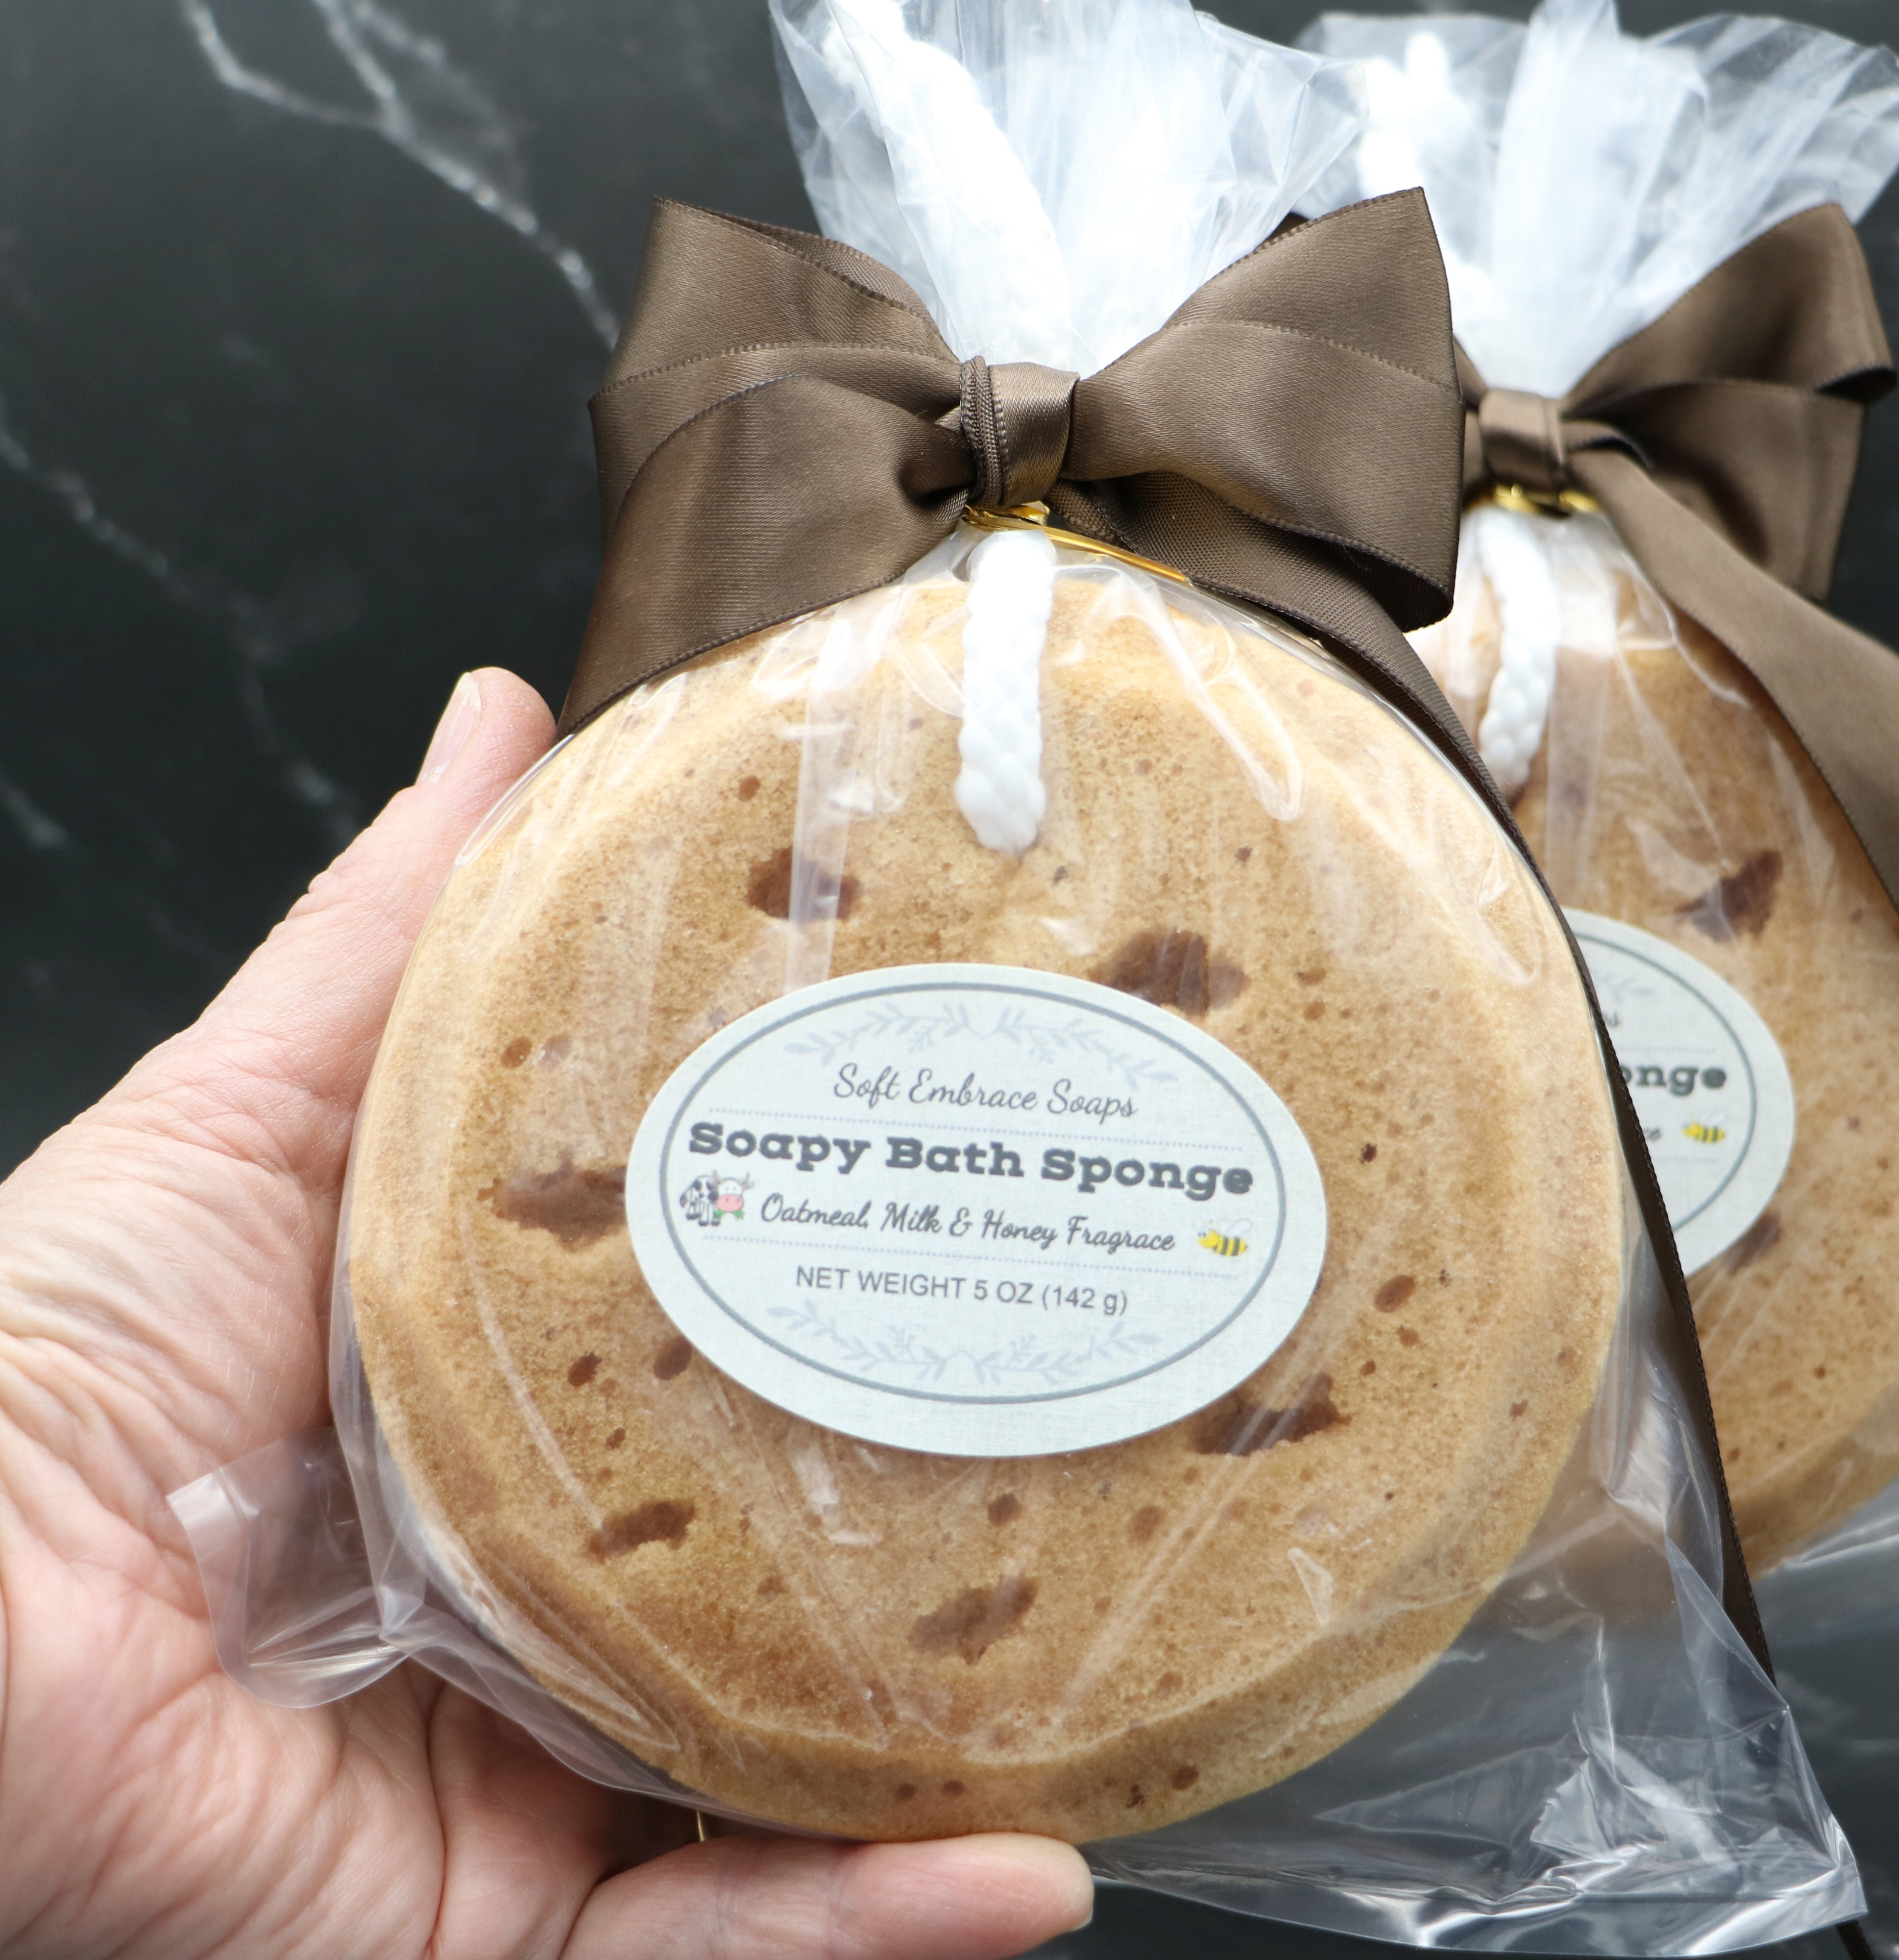 Soft Embrace Soaps
Soapy Bath Sponge
Oatmeal, Milk & Honey Fragrace
NET WEIGHT 5 OZ (142 g)